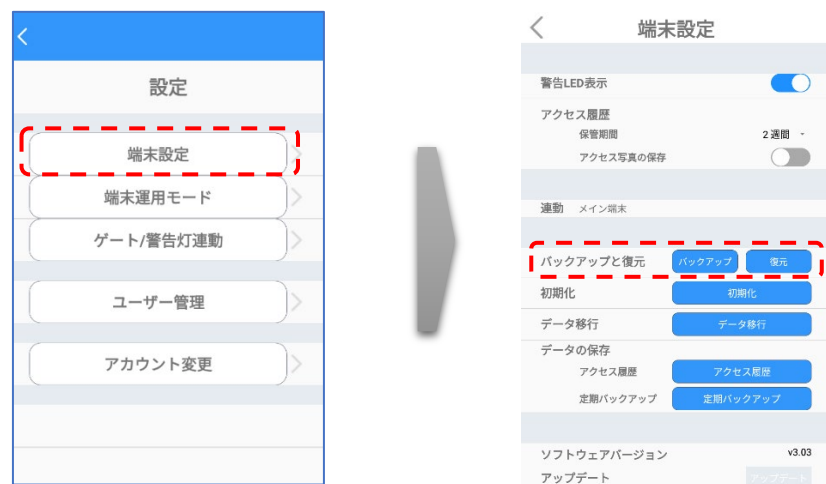 設定
端末設定
端末運用モード
ゲート/警告灯連動
ユーザー管理
アカウント変更
端末設定
警告LED表示
アクセス履歴
保管期間 2週間
アクセス写真の保存
連動 メイン端末
バックアップと復元 バックアップ 復元
初期化 初期化
データ移行 データ移行
データの保存
アクセス履歴 アクセス履歴
定期バックアップ 定期バックアップ
ソフトウェアバージョン v3.03
アップデート アップデート